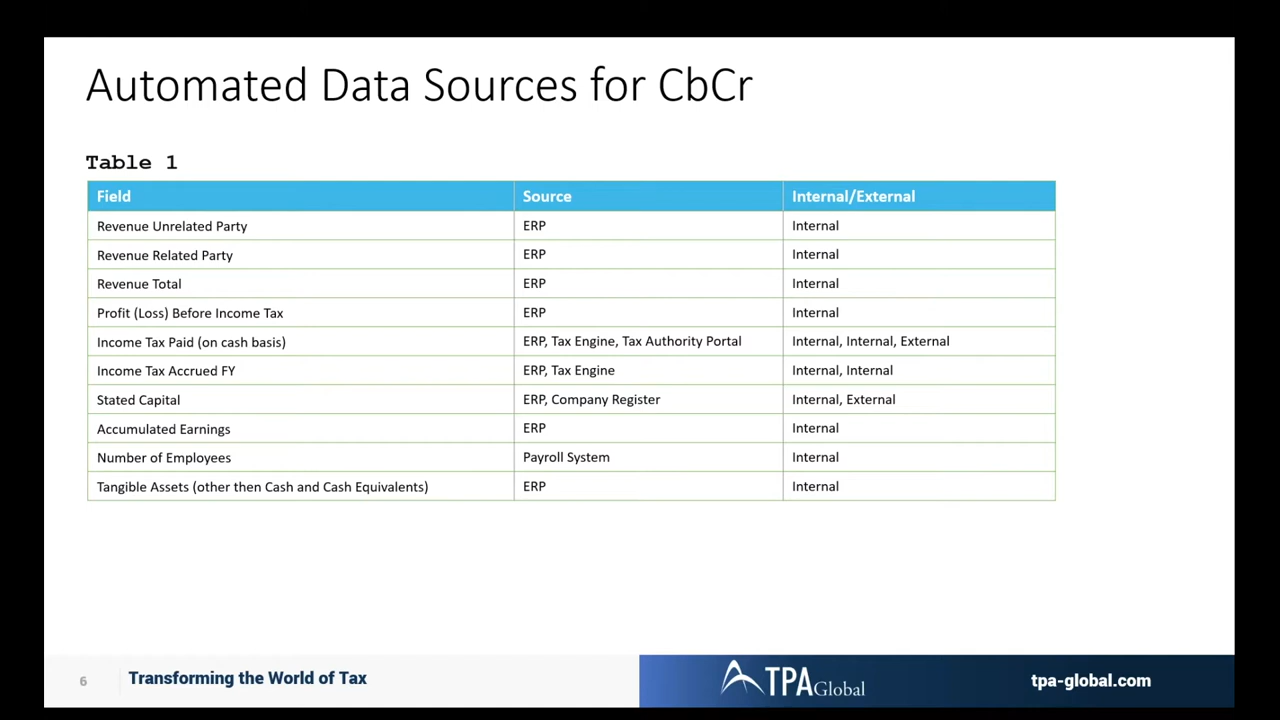 Automated Data Sources for CbCr
Table 1
Field Source Internal/External
Revenue Unrelated Party ERP Internal
Revenue Related Party ERP Internal
Revenue Total ERP Internal
Profit (Loss) Before Income Tax ERP Internal
Income Tax Paid (on cash basis) ERP, Tax Engine, Tax Authority Portal Internal, Internal, External
Income Tax Accrued FY ERP, Tax Engine Internal, Internal
Stated Capital ERP, Company Register Internal, External
Accumulated Earnings ERP Internal
Number of Employees Payroll System Internal
Tangible Assets (other then Cash and Cash Equivalents) ERP Internal
6 Transforming the World of Tax TPA Global tpa-global.com